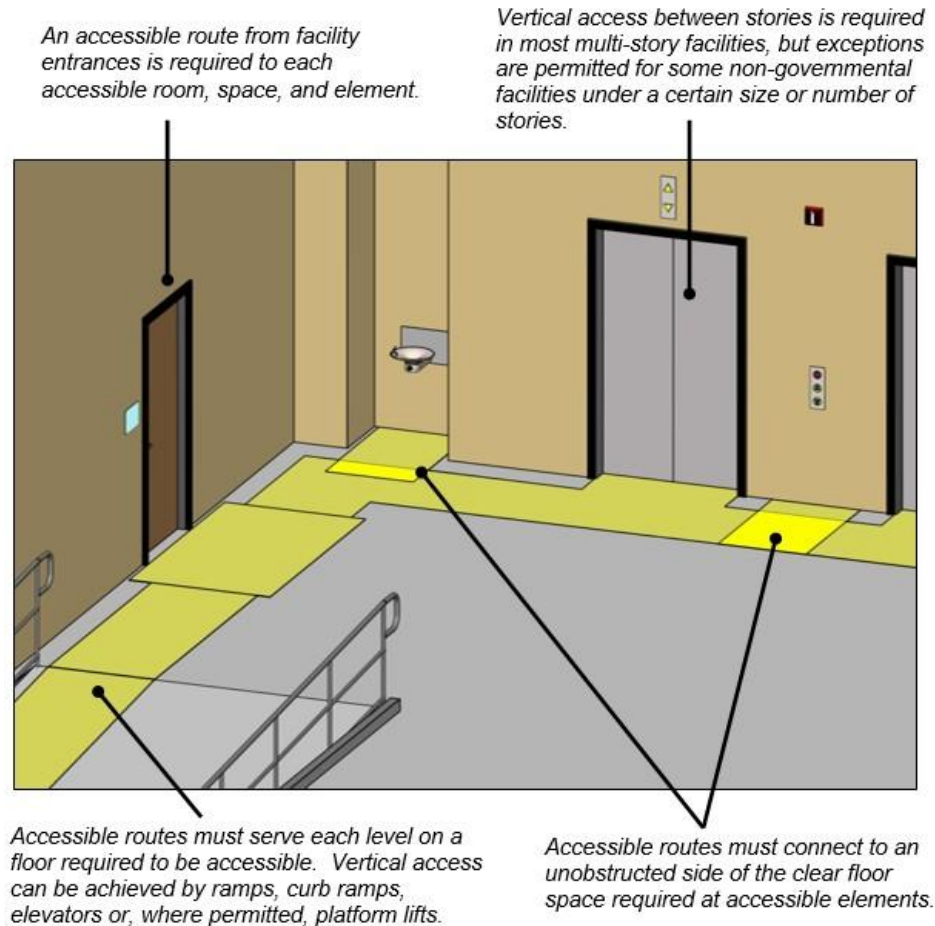 An accessible route from facility
entrances is required to each
accessible room, space, and element.
Vertical access between stories is required
in most multi-story facilities, but exceptions
are permitted for some non-governmental
facilities under a certain size or number of
stories.
Accessible routes must serve each level on a
floor required to be accessible.  Vertical access
can be achieved by ramps, curb ramps,
elevators or, where permitted, platform lifts.
Accessible routes must connect to an
unobstructed side of the clear floor
space required at accessible elements.